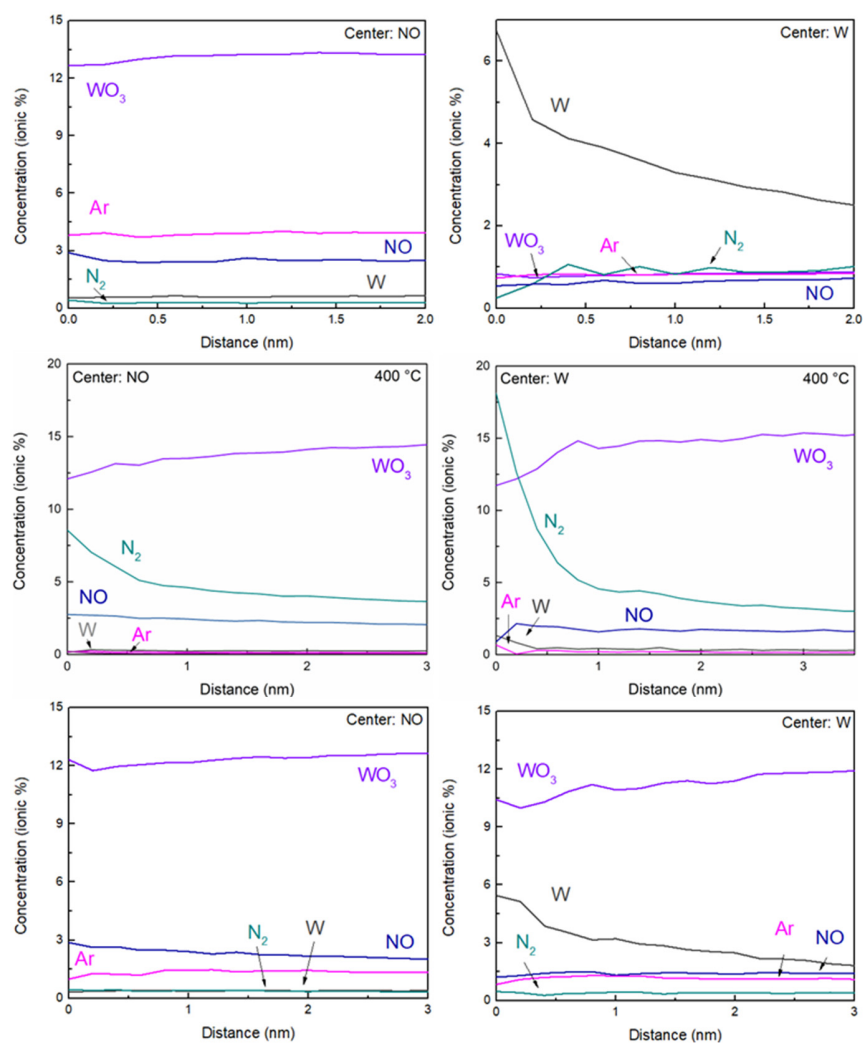 Center: NO
Concentration (ionic %)
15
12
9
6
3
0
WO3
Ar
NO
N2
W
0.0 0.5 1.0 1.5 2.0
Distance (nm)
Center: W
Concentration (ionic %)
6
4
2
0
W
WO3
Ar
N2
NO
0.0 0.5 1.0 1.5 2.0
Distance (nm)
Center: NO 400 °C
Concentration (ionic %)
20
15
10
5
0
WO3
N2
NO
W
Ar
0 1 2 3
Distance (nm)
Center: W 400 °C
Concentration (ionic %)
20
15
10
5
0
WO3
N2
Ar
W
NO
0 1 2 3
Distance (nm)
Center: NO
Concentration (ionic %)
15
12
9
6
3
0
WO3
N2
W
Ar
NO
0 1 2 3
Distance (nm)
Center: W
Concentration (ionic %)
15
12
9
6
3
0
WO3
W
N2
Ar
NO
0 1 2 3
Distance (nm)